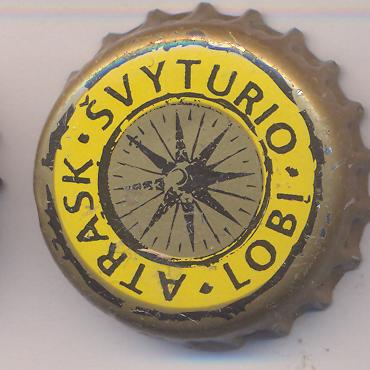 ATRASK • ŠVYTURIO • LOBĮ •